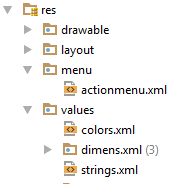 res
drawable
layout
menu
actionmenu.xml
values
colors.xml
dimens.xml (3)
strings.xml